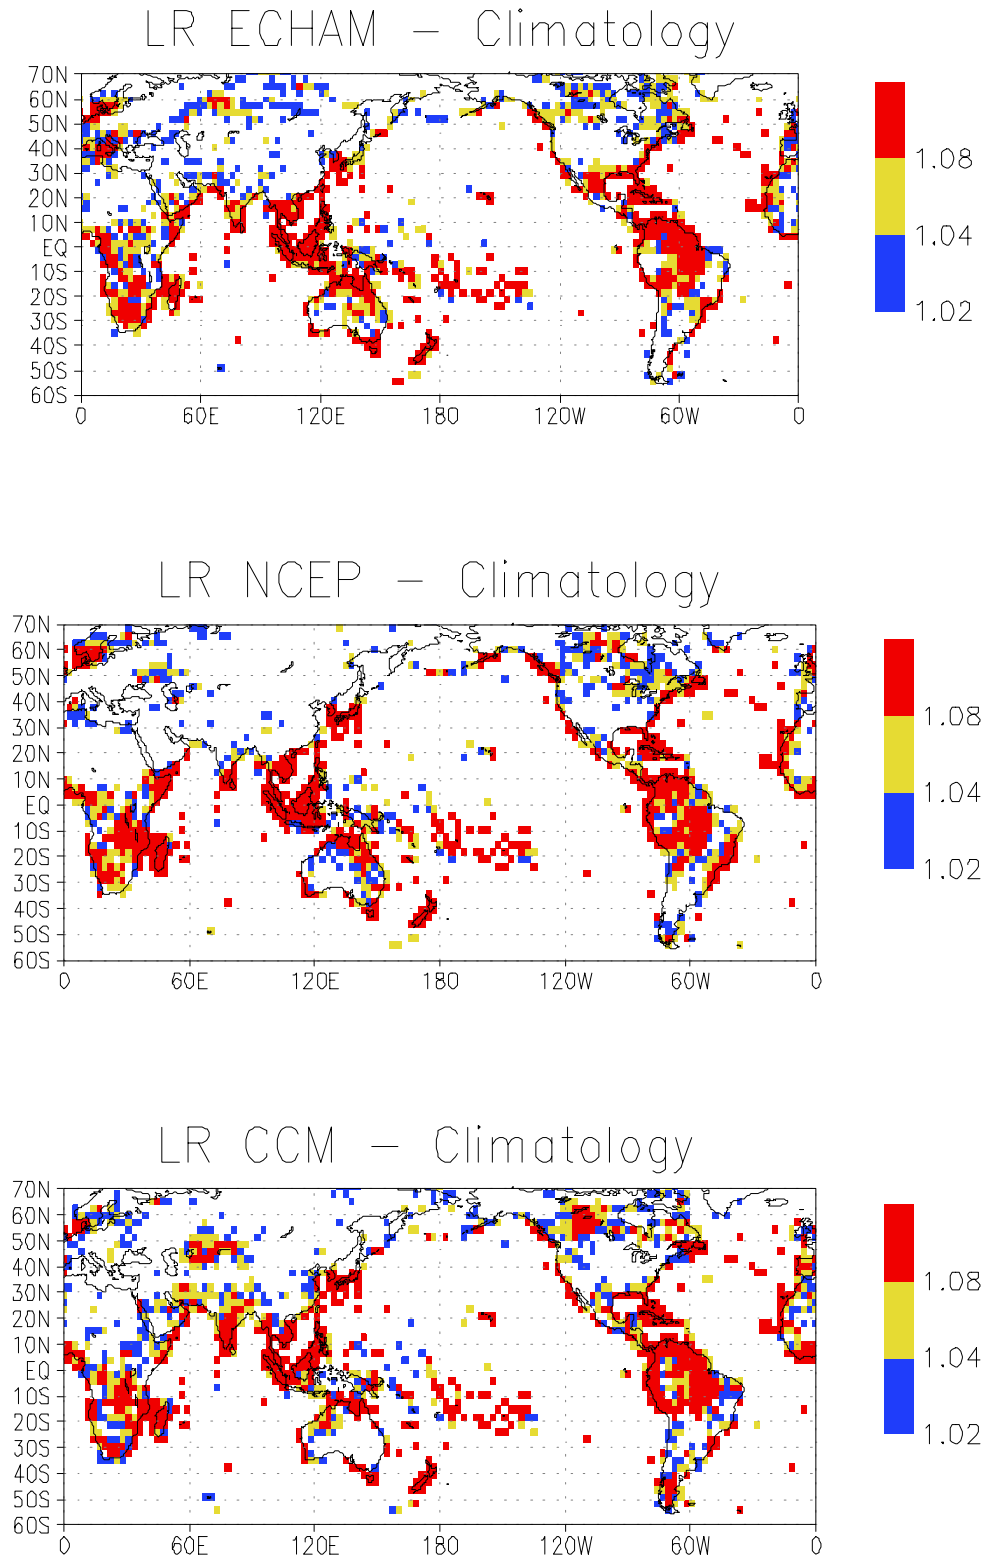 LR ECHAM – Climatology
70N
60N
50N
40N
30N
20N
10N
EQ
10S
20S
30S
40S
50S
60S
0 60E 120E 180 120W 60W 0
1.08
1.04
1.02
LR NCEP – Climatology
70N
60N
50N
40N
30N
20N
10N
EQ
10S
20S
30S
40S
50S
60S
0 60E 120E 180 120W 60W 0
1.08
1.04
1.02
LR CCM – Climatology
70N
60N
50N
40N
30N
20N
10N
EQ
10S
20S
30S
40S
50S
60S
0 60E 120E 180 120W 60W 0
1.08
1.04
1.02